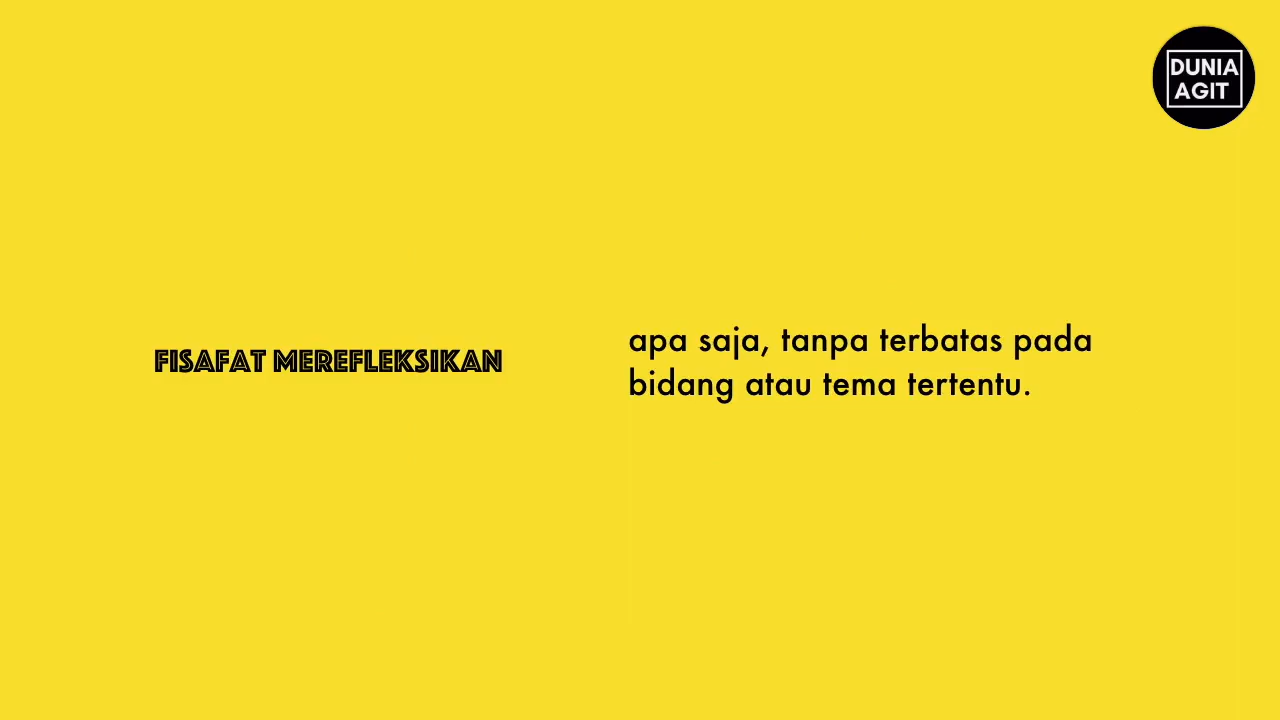 DUNIA
AGIT
FISAFAT MEREFLEKSIKAN
apa saja, tanpa terbatas pada
bidang atau tema tertentu.